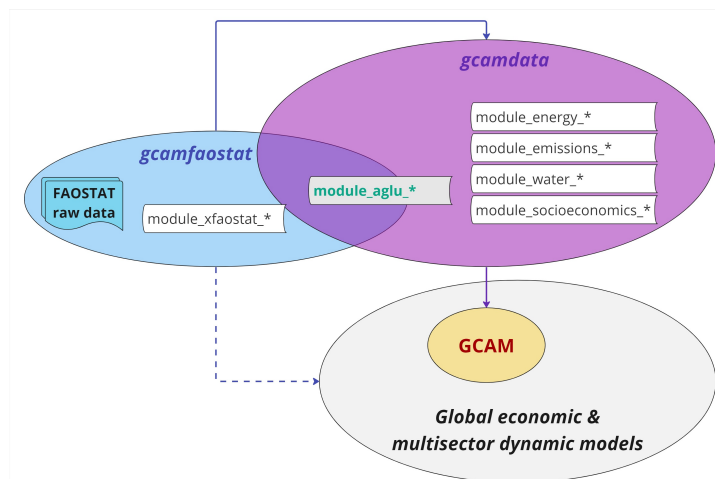 gcamdata
gcamfaostat
module_energy_*
module_emissions_*
module_water_*
module_socioeconomics_*
module_aglu_*
FAOSTAT
raw data
module_xfaostat_*
GCAM
Global economic &
multisector dynamic models